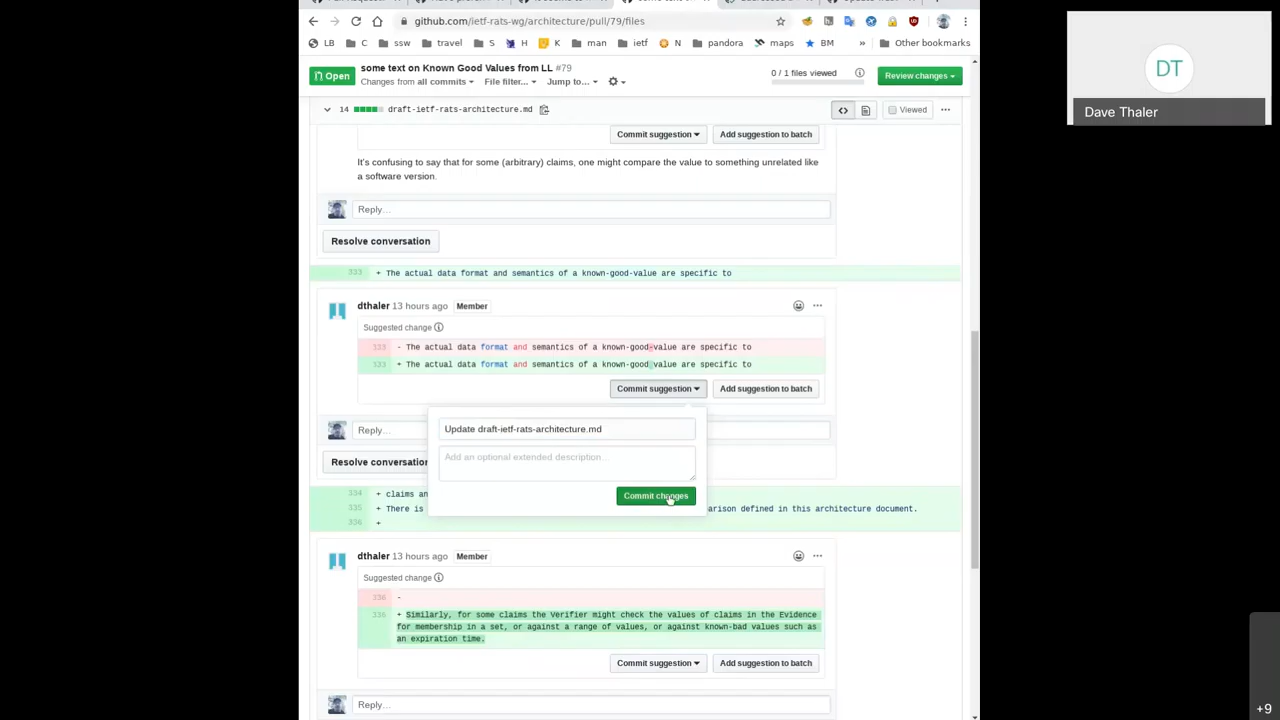 github.com/ietf-rats-wg/architecture/pull/79/files
LB C ssw travel S H K man ietf N pandora maps BM » Other bookmarks
Open
some text on Known Good Values from LL #79
Changes from all commits File filter... Jump to...
0 / 1 files viewed
Review changes
14 draft-ietf-rats-architecture.md
Viewed
Commit suggestion
Add suggestion to batch
It's confusing to say that for some (arbitrary) claims, one might compare the value to something unrelated like
a software version.
Reply...
Resolve conversation
333 + The actual data format and semantics of a known-good-value are specific to
dthaler 13 hours ago Member
Suggested change
333 - The actual data format and semantics of a known-good-value are specific to
333 + The actual data format and semantics of a known-good value are specific to
Commit suggestion
Add suggestion to batch
Update draft-ietf-rats-architecture.md
Reply...
Add an optional extended description...
Resolve conversation
Commit changes
334 + claims an
335 + There is
arison defined in this architecture document.
336 +
dthaler 13 hours ago Member
Suggested change
336 -
336 + Similarly, for some claims the Verifier might check the values of claims in the Evidence
for membership in a set, or against a range of values, or against known-bad values such as
an expiration time.
Commit suggestion
Add suggestion to batch
Reply...
DT
Dave Thaler
+9